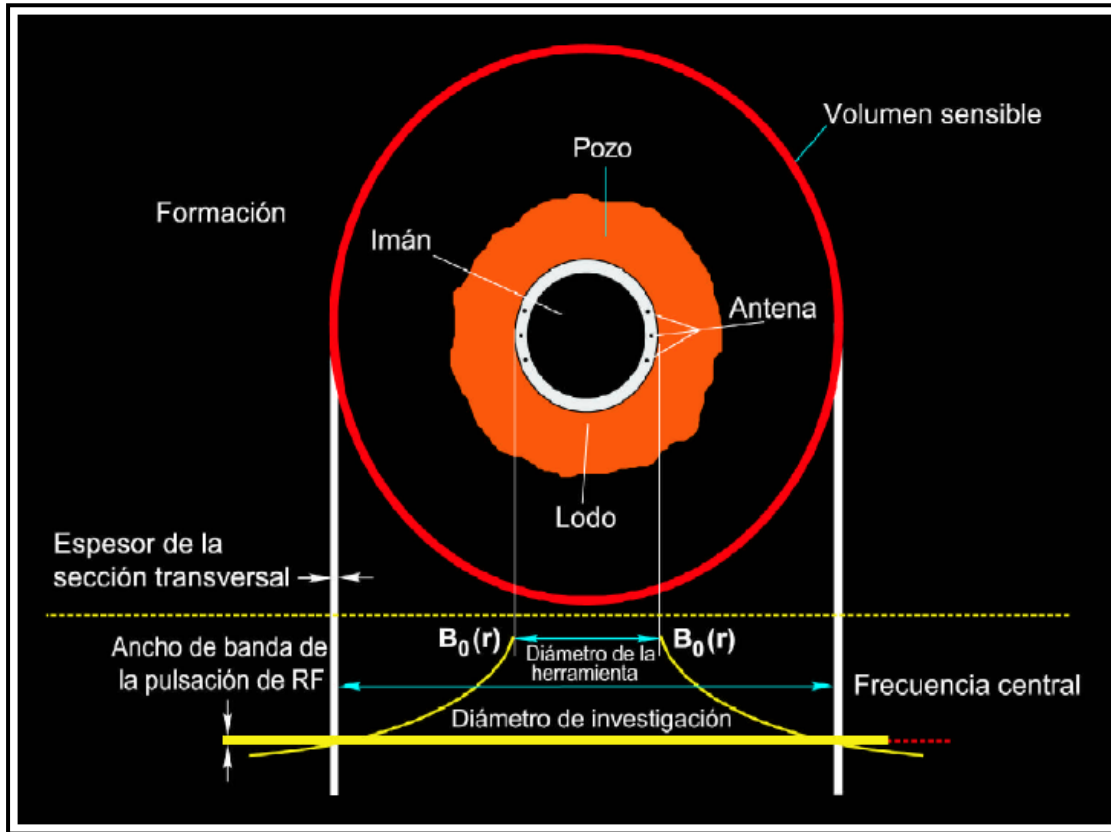 Volumen sensible
Pozo
Formación
Imán
Antena
Lodo
Espesor de la
sección transversal
B₀(r)
B₀(r)
Diámetro de la
herramienta
Ancho de banda de
la pulsación de RF
Frecuencia central
Diámetro de investigación